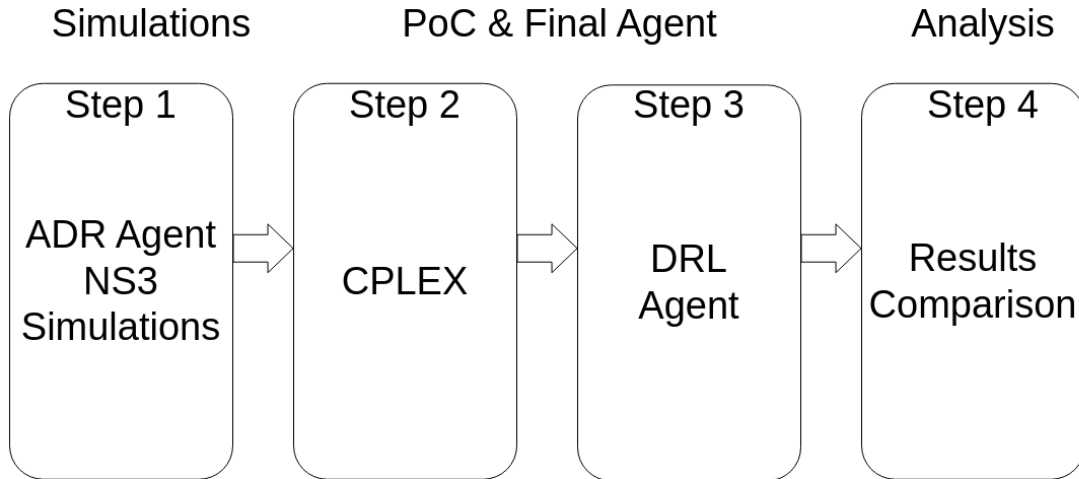 Simulations
PoC & Final Agent
Analysis
Step 1
ADR Agent
NS3
Simulations
Step 2
CPLEX
Step 3
DRL
Agent
Step 4
Results
Comparison